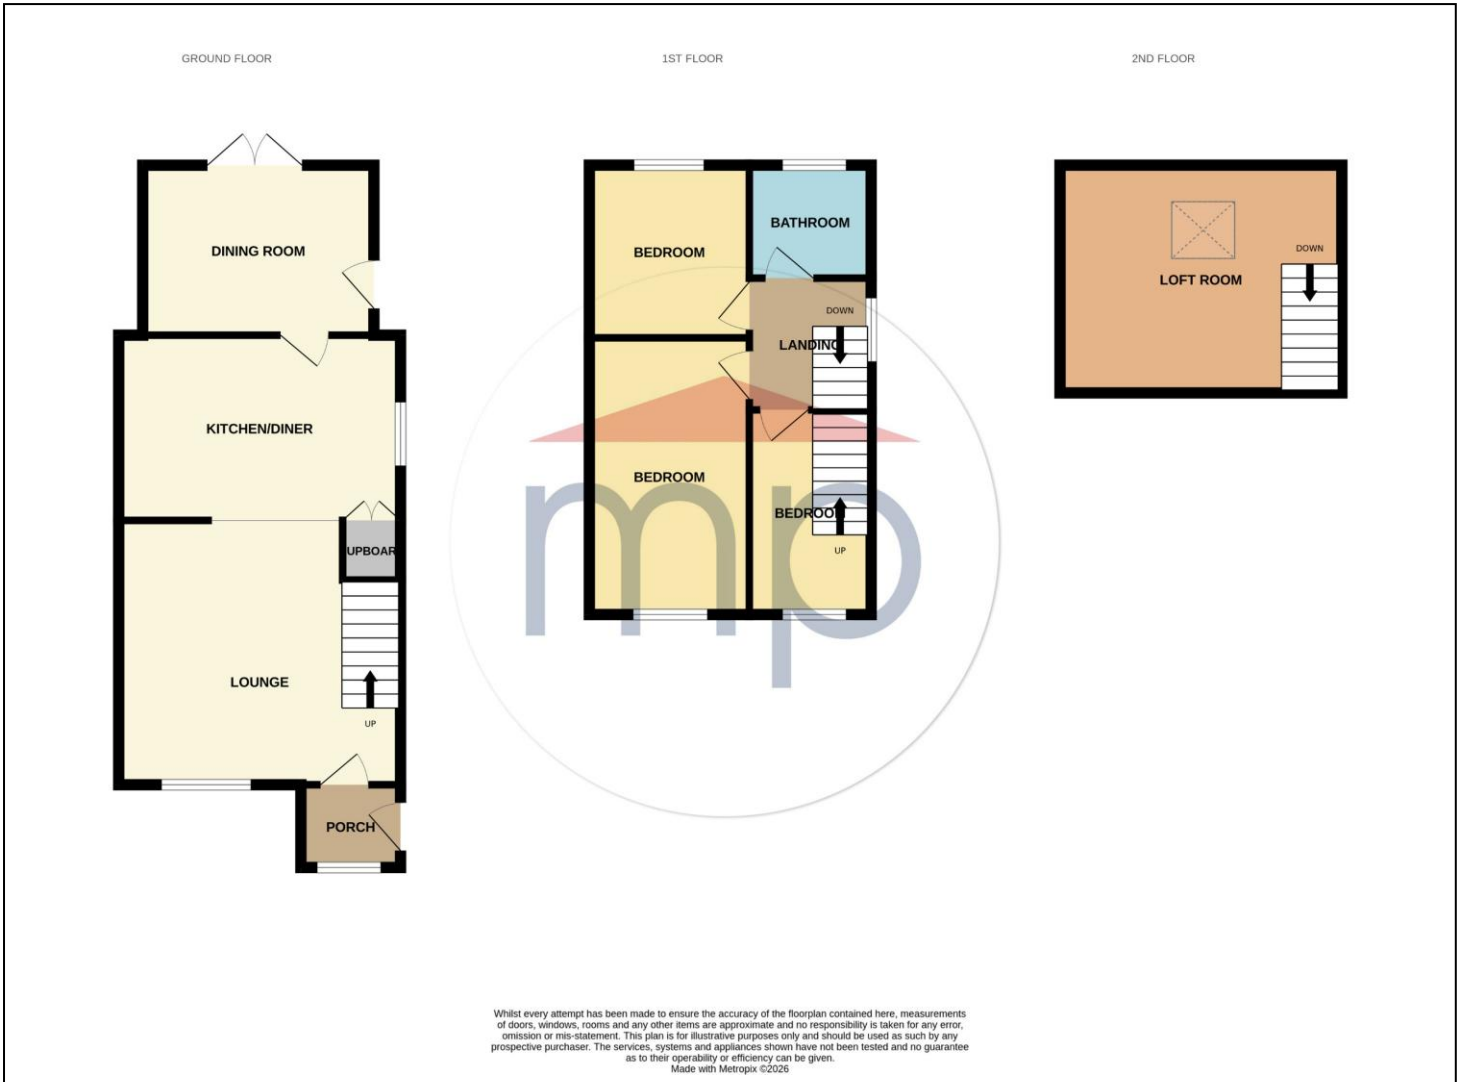 GROUND FLOOR
1ST FLOOR
2ND FLOOR
DINING ROOM
KITCHEN/DINER
UPBOAR
LOUNGE
UP
PORCH
BEDROOM
BATHROOM
DOWN
LANDING
BEDROOM
BEDROOM
UP
DOWN
LOFT ROOM
mp
Whilst every attempt has been made to ensure the accuracy of the floorplan contained here, measurements
of doors, windows, rooms and any other items are approximate and no responsibility is taken for any error,
omission or mis-statement. This plan is for illustrative purposes only and should be used as such by any
prospective purchaser. The services, systems and appliances shown have not been tested and no guarantee
as to their operability or efficiency can be given.
Made with Metropix ©2026